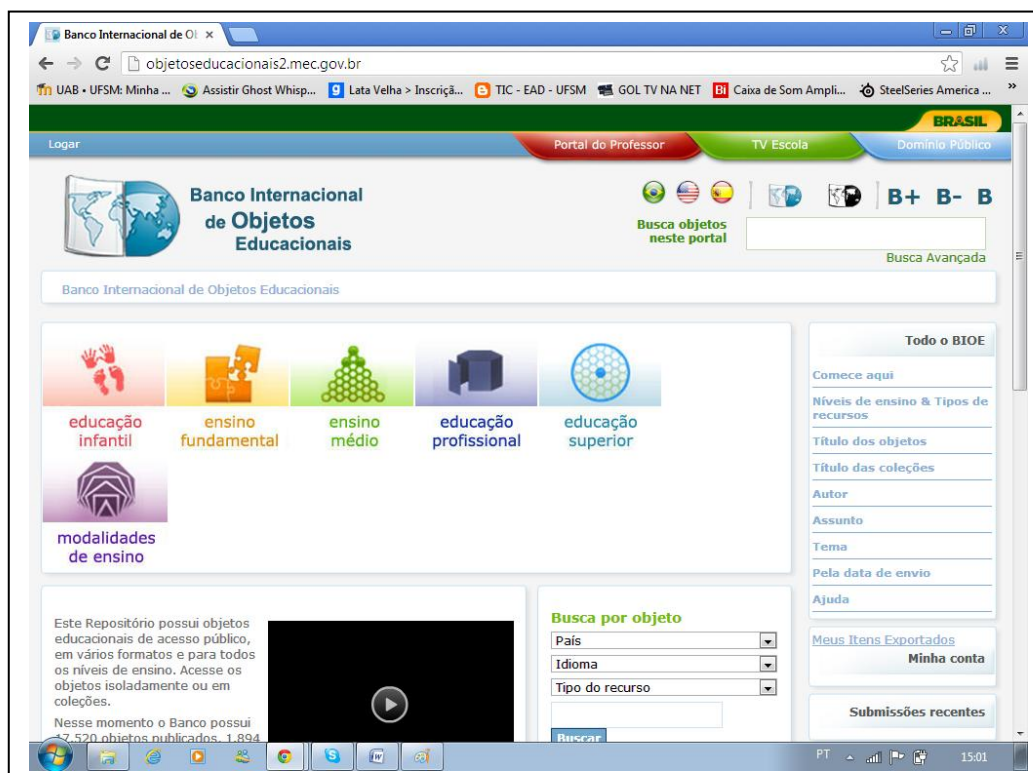 Banco Internacional de Ol
objetoseducacionais2.mec.gov.br
UAB • UFSM: Minha ... Assistir Ghost Whisp... Lata Velha > Inscriçã... TIC - EAD - UFSM GOL TV NA NET Caixa de Som Ampli... SteelSeries America ... »
BRASIL
Logar Portal do Professor TV Escola Domínio Público
Banco Internacional
de Objetos
Educacionais
B+ B- B
Busca objetos
neste portal
Busca Avançada
Banco Internacional de Objetos Educacionais
educação
infantil
ensino
fundamental
ensino
médio
educação
profissional
educação
superior
modalidades
de ensino
Todo o BIOE
Comece aqui
Níveis de ensino & Tipos de
recursos
Título dos objetos
Título das coleções
Autor
Assunto
Tema
Pela data de envio
Ajuda
Meus Itens Exportados
Minha conta
Submissões recentes
Este Repositório possui objetos
educacionais de acesso público,
em vários formatos e para todos
os níveis de ensino. Acesse os
objetos isoladamente ou em
coleções.
Nesse momento o Banco possui
17.520 objetos publicados, 1.894
Busca por objeto
País
Idioma
Tipo do recurso
Buscar
PT 15:01